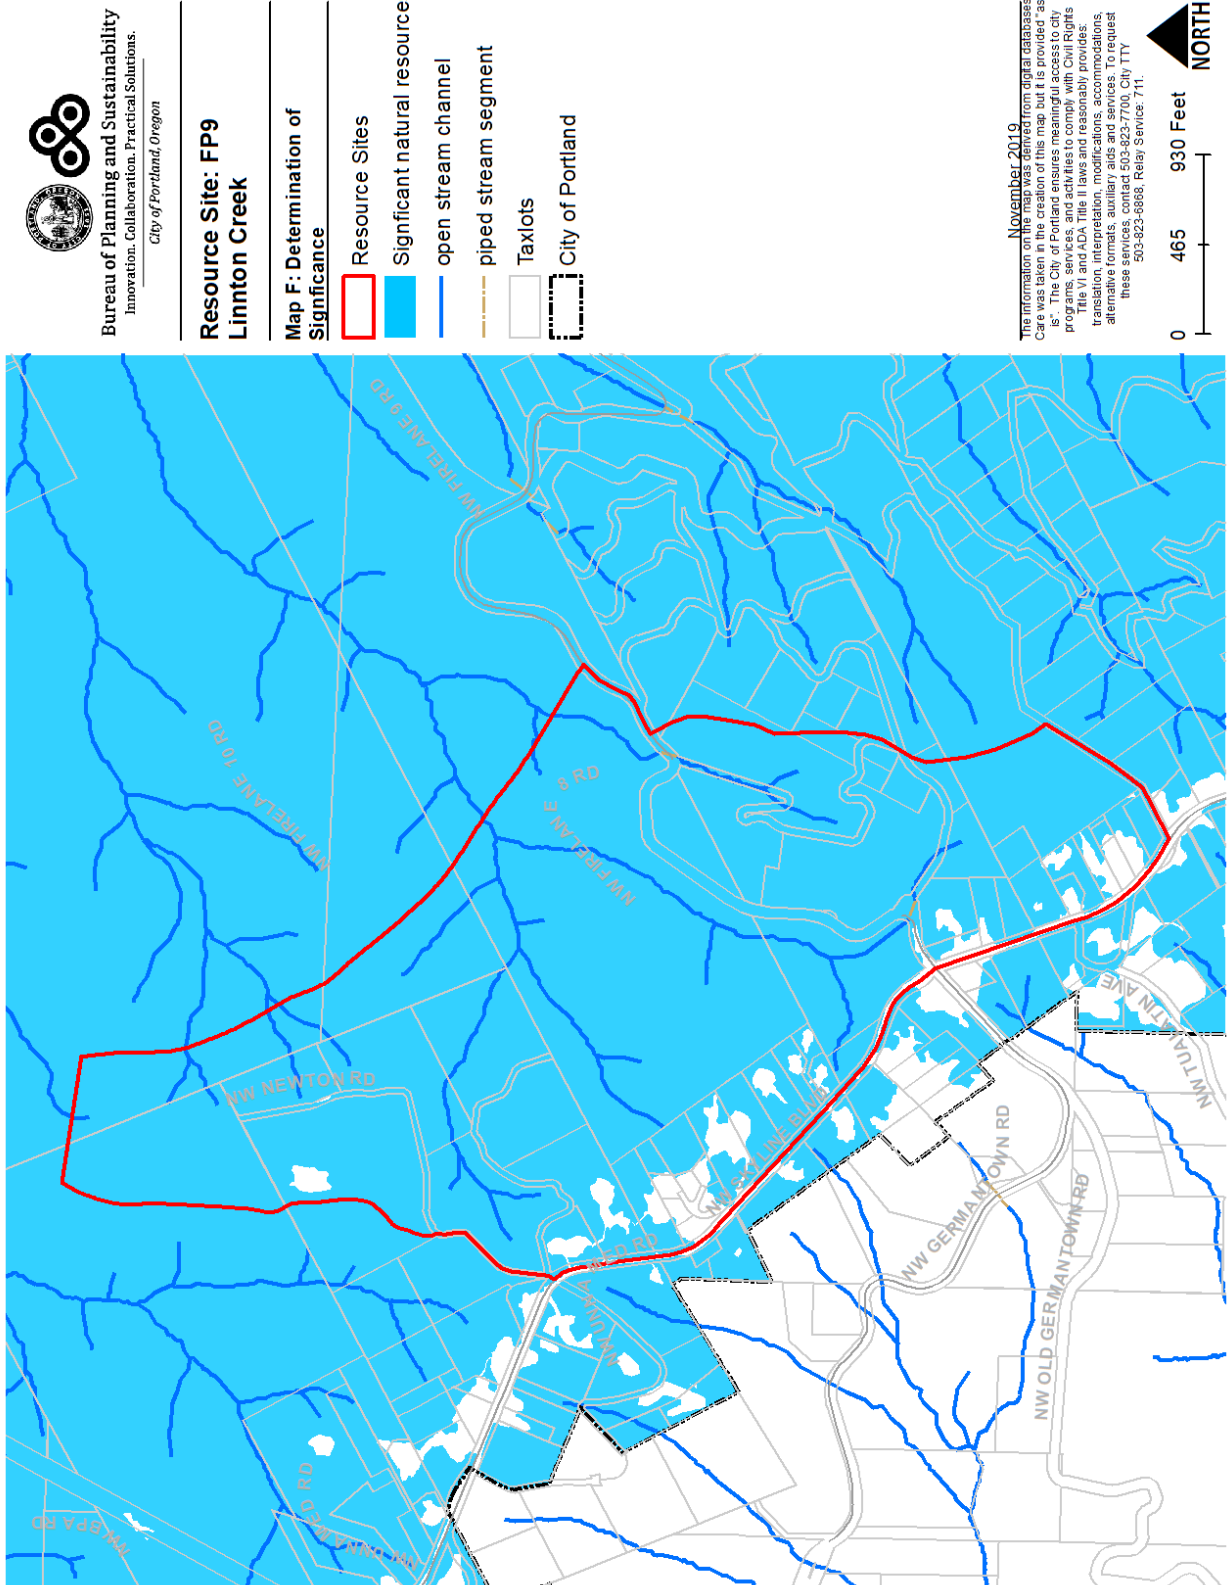 Bureau of Planning and Sustainability
Innovation. Collaboration. Practical Solutions.
City of Portland, Oregon
Resource Site: FP9
Linnton Creek
Map F: Determination of
Signficance
Resource Sites
Signficant natural resource
open stream channel
piped stream segment
Taxlots
City of Portland
November 2019
The information on the map was derived from digital databases
Care was taken in the creation of this map but it is provided "as
is". The City of Portland ensures meaningful access to city
programs, services, and activities to comply with Civil Rights
Title VI and ADA Title II laws and reasonably provides:
translation, interpretation, modifications, accommodations,
alternative formats, auxiliary aids and services. To request
these services, contact 503-823-7700, City TTY
503-823-6868, Relay Service: 711.
0 465 930 Feet
NORTH
NW FIRELANE 9 RD
NW FIRELANE 10 RD
NW FIRELAN E 8 RD
NW NEWTON RD
NW SKYLINE BLVD
NW UNNAMED RD
NW GERMANTOWN RD
NW OLD GERMANTOWN RD
NW TUALATIN AVE
NW UNNAMED RD
NW BPA RD